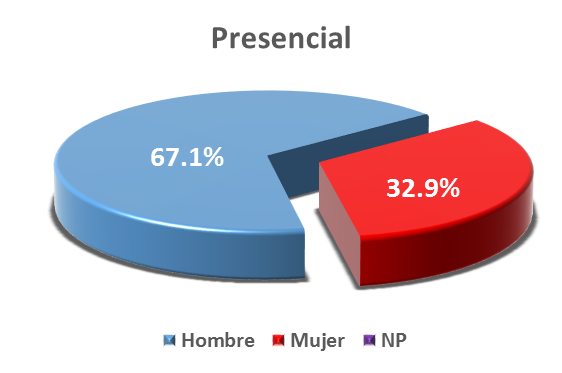 Presencial
67.1%
32.9%
Hombre Mujer NP